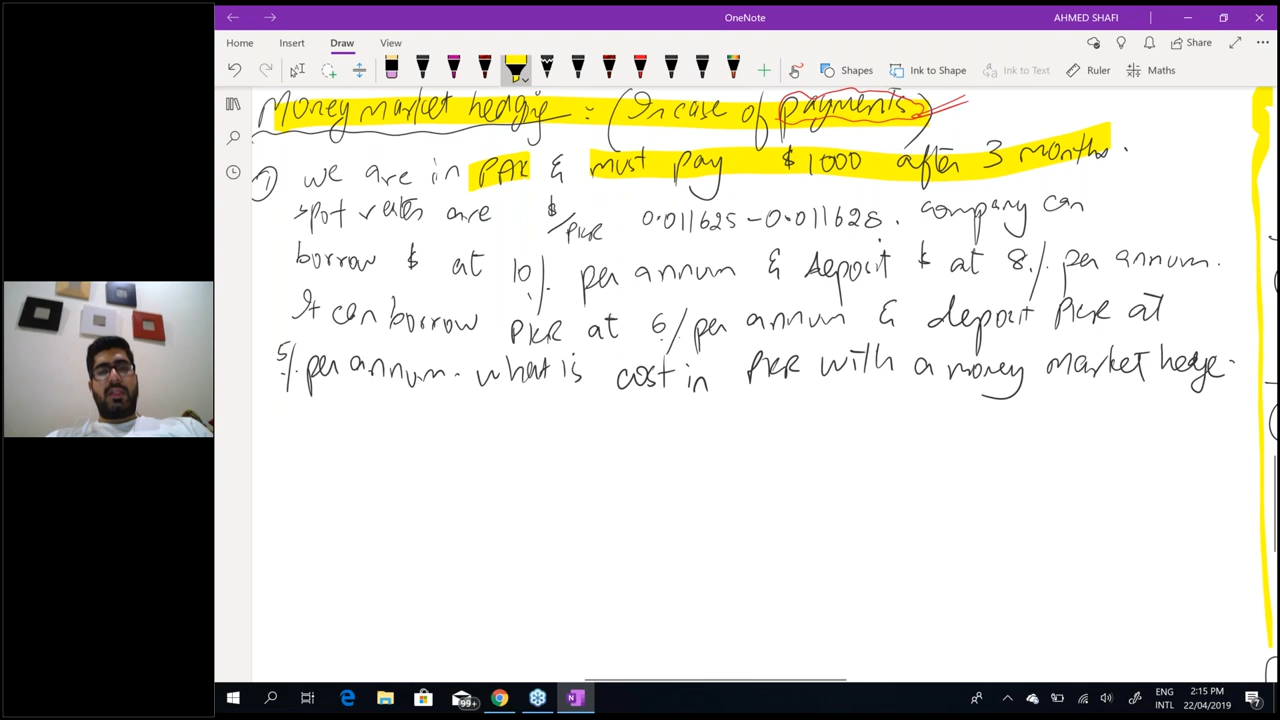 OneNote
AHMED SHAFI
Home Insert Draw View
Share
Shapes Ink to Shape Ink to Text Ruler Maths
Money market hedging : (In case of payments)
① we are in PAK & must pay $1000 after 3 months.
spot rates are $/PKR 0.011625-0.011628. company can
borrow $ at 10% per annum & deposit $ at 8% per annum.
It can borrow PKR at 6% per annum & deposit PKR at
5% per annum. what is cost in PKR with a money market hedge.
99+
ENG
INTL
2:15 PM
22/04/2019
7